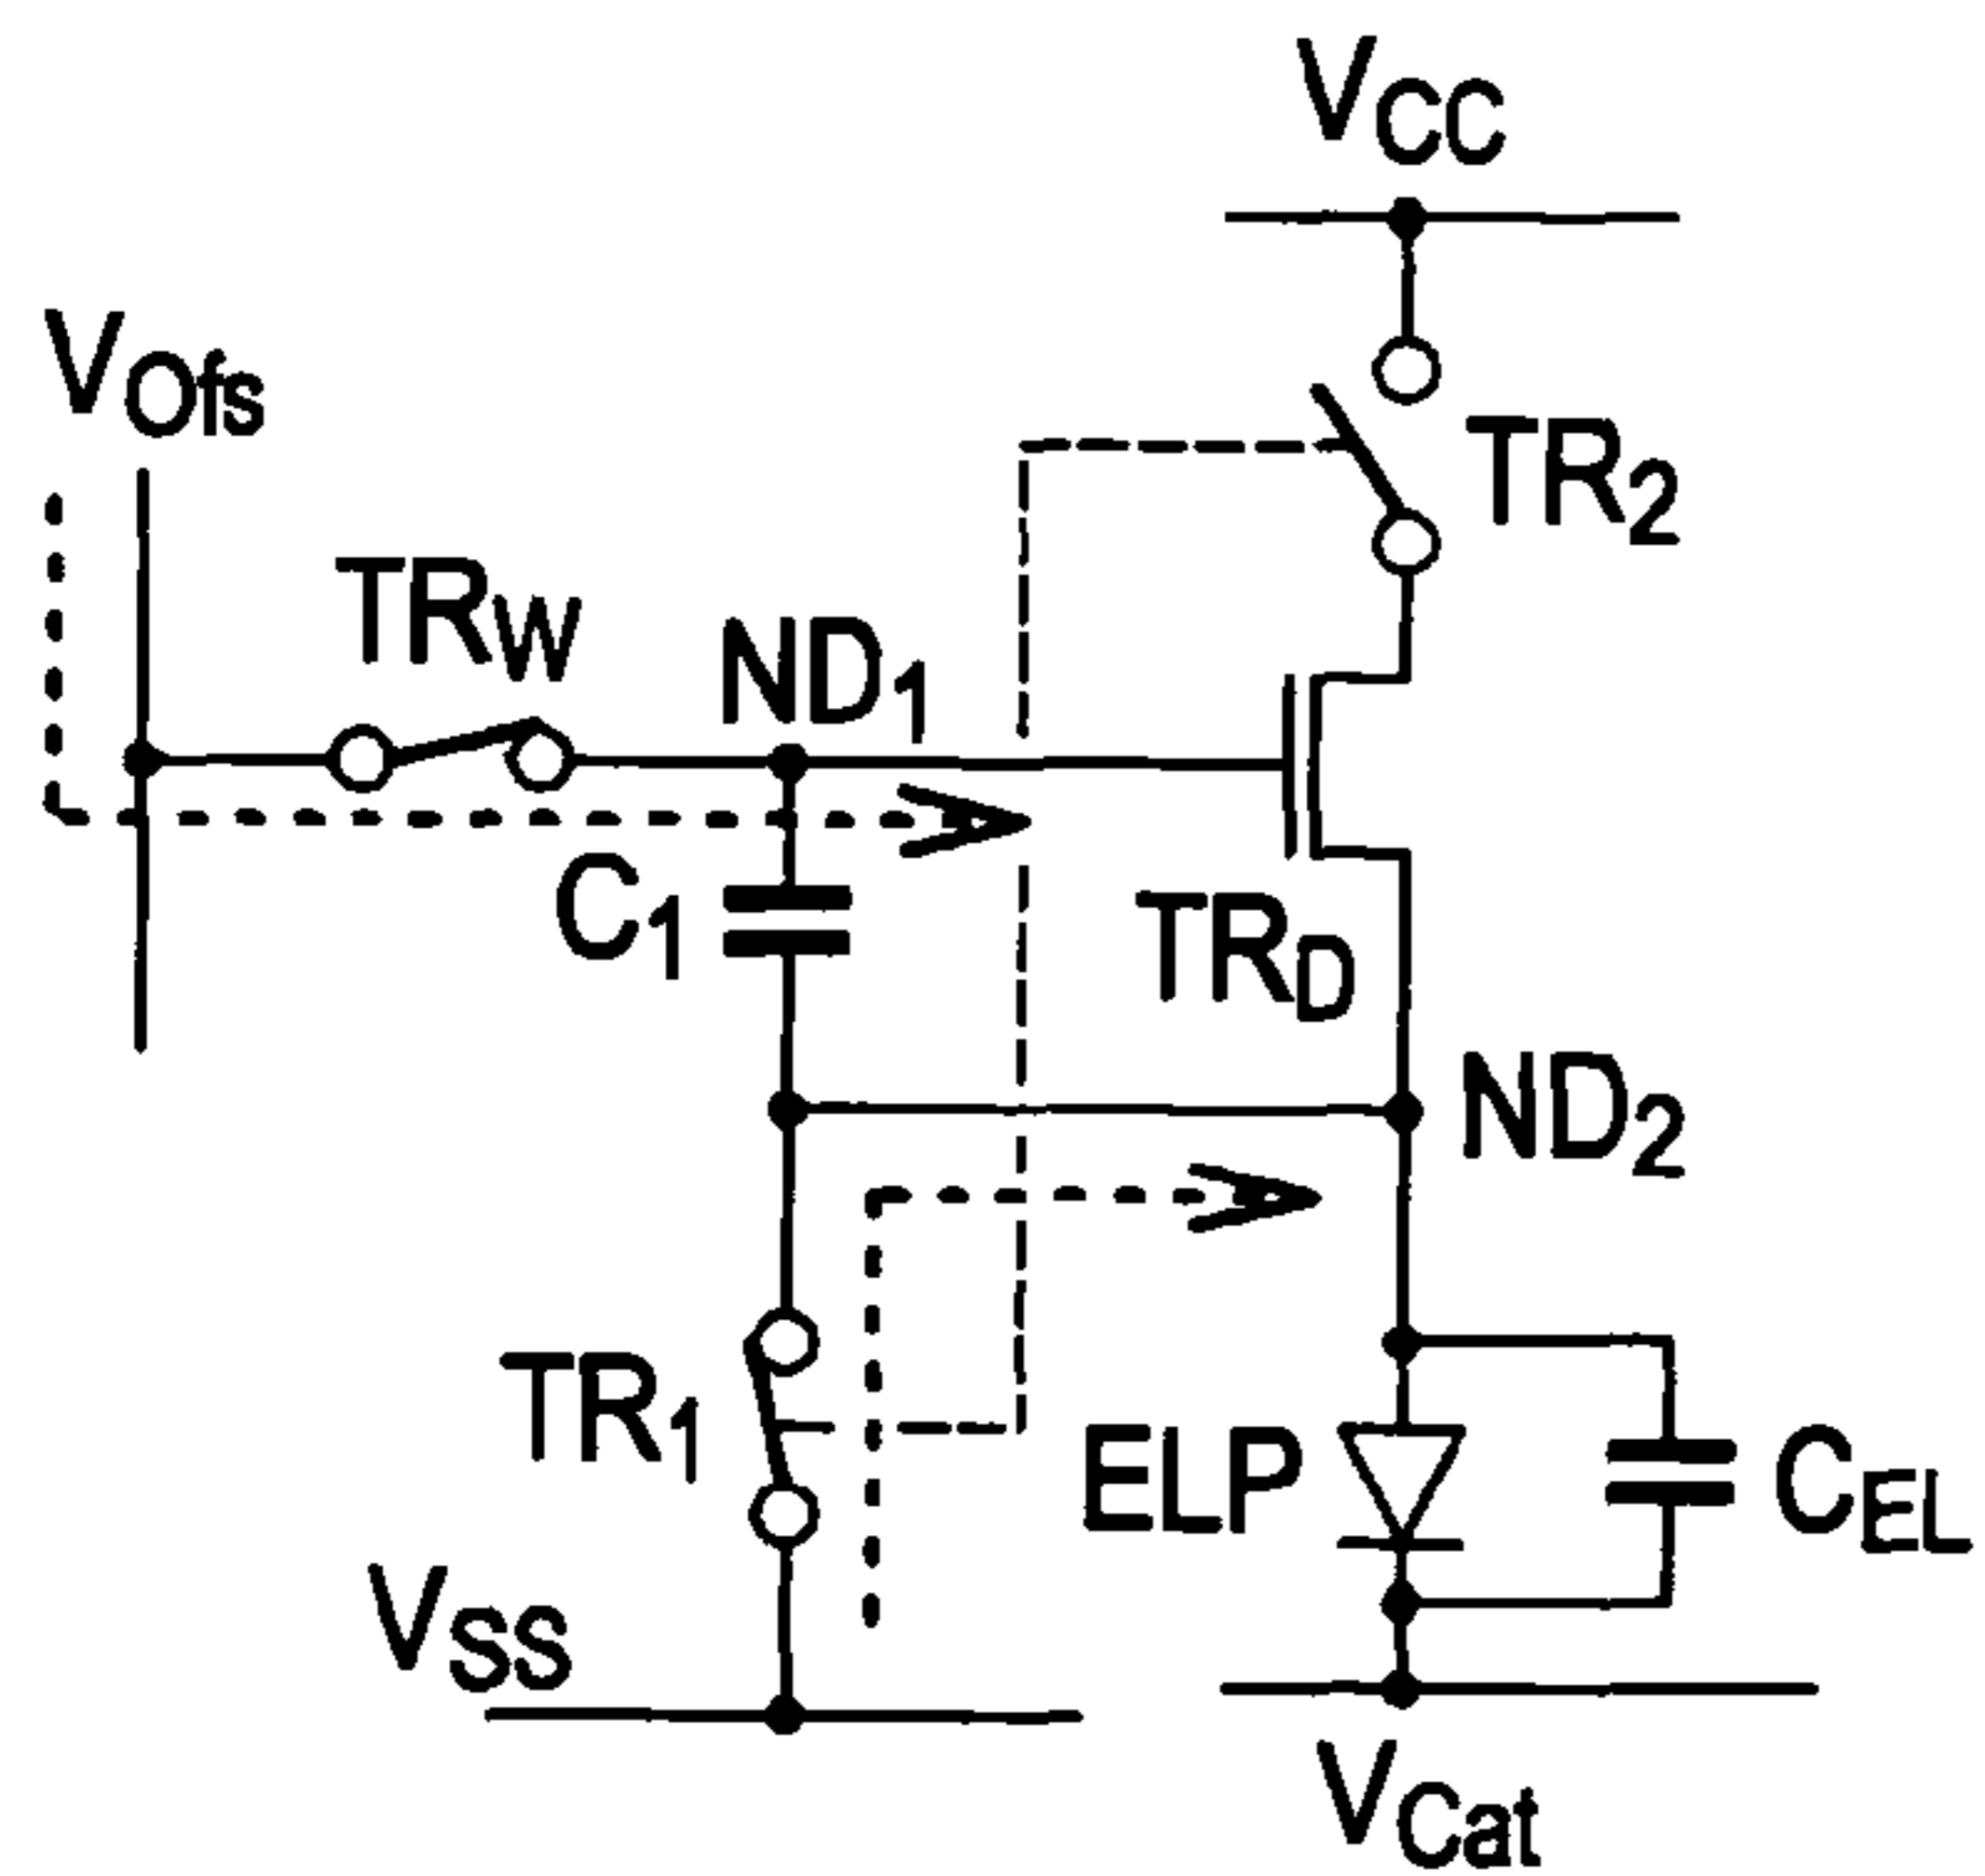 VCC
VOfs
TR2
TRW
ND1
C1
TRD
ND2
TR1
ELP
CEL
VSS
VCat